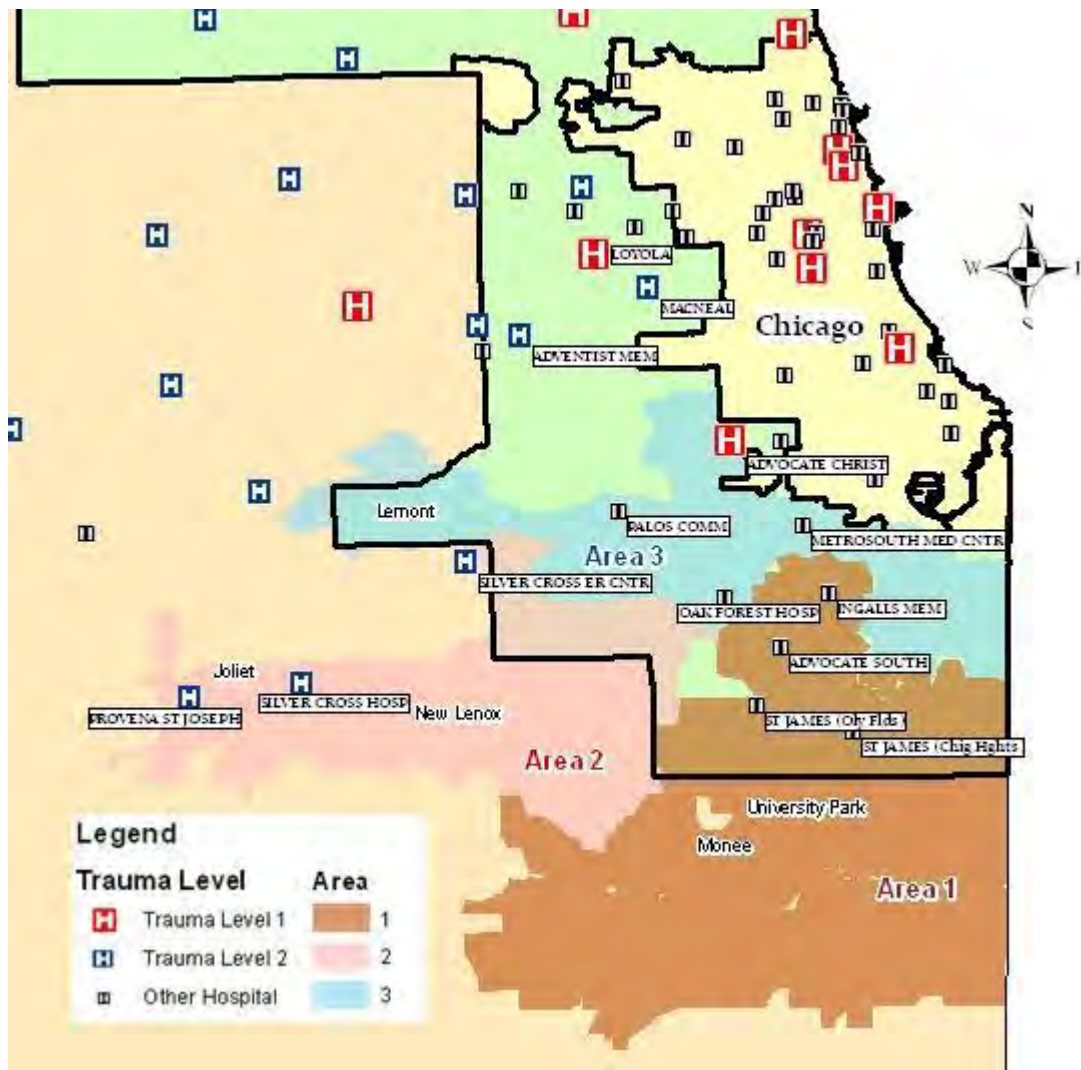 N
W
S
LOYOLA
MACNEAL
Chicago
ADVENTIST MEM
ADVOCATE CHRIST
Lemont
PALOS COMM
METROSOUTH MED CNTR
Area 3
SILVER CROSS ER CNTR
OAK FOREST HOSP
INGALLS MEM
ADVOCATE SOUTH
Joliet
PROVENA ST JOSEPH
SILVER CROSS HOSP
New Lenox
ST JAMES (Oly Flds)
ST JAMES (Chig Hghts
Area 2
University Park
Monee
Area 1
Legend
Trauma Level Area
H Trauma Level 1 1
H Trauma Level 2 2
H Other Hospital 3